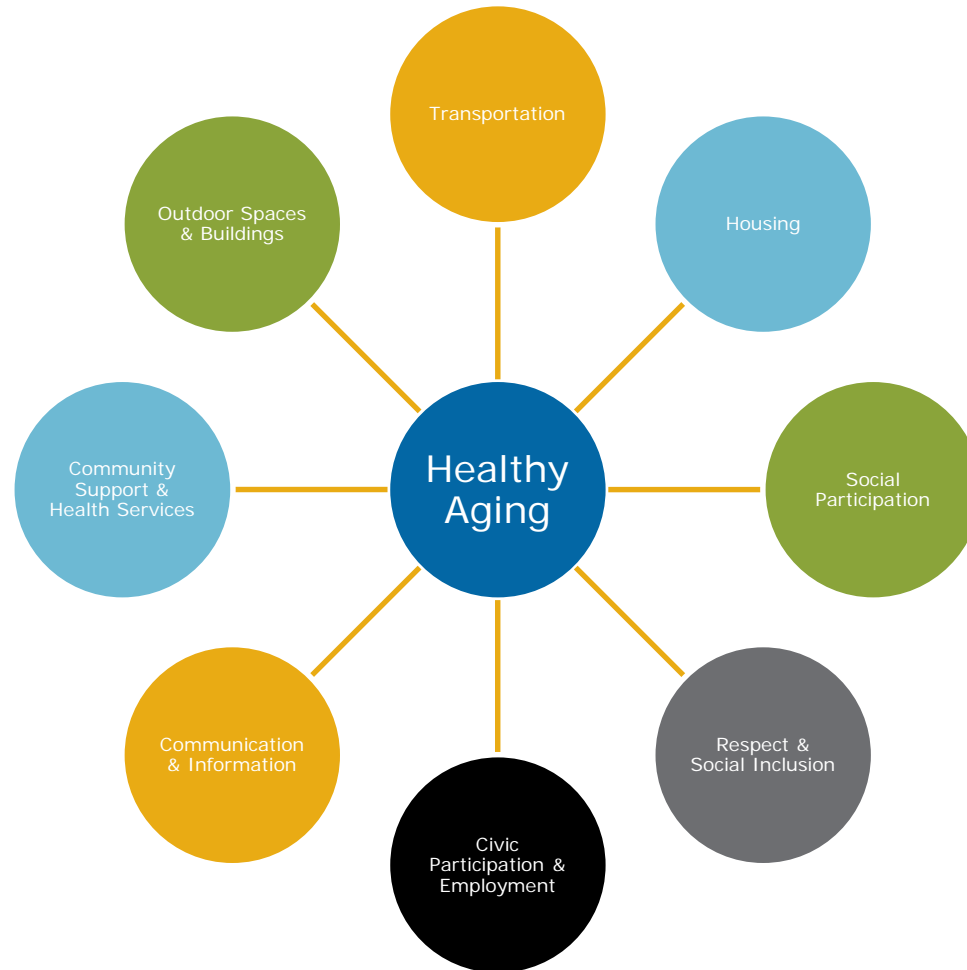 Transportation
Outdoor Spaces
& Buildings
Housing
Community
Support &
Health Services
Healthy
Aging
Social
Participation
Communication
& Information
Respect &
Social Inclusion
Civic
Participation &
Employment